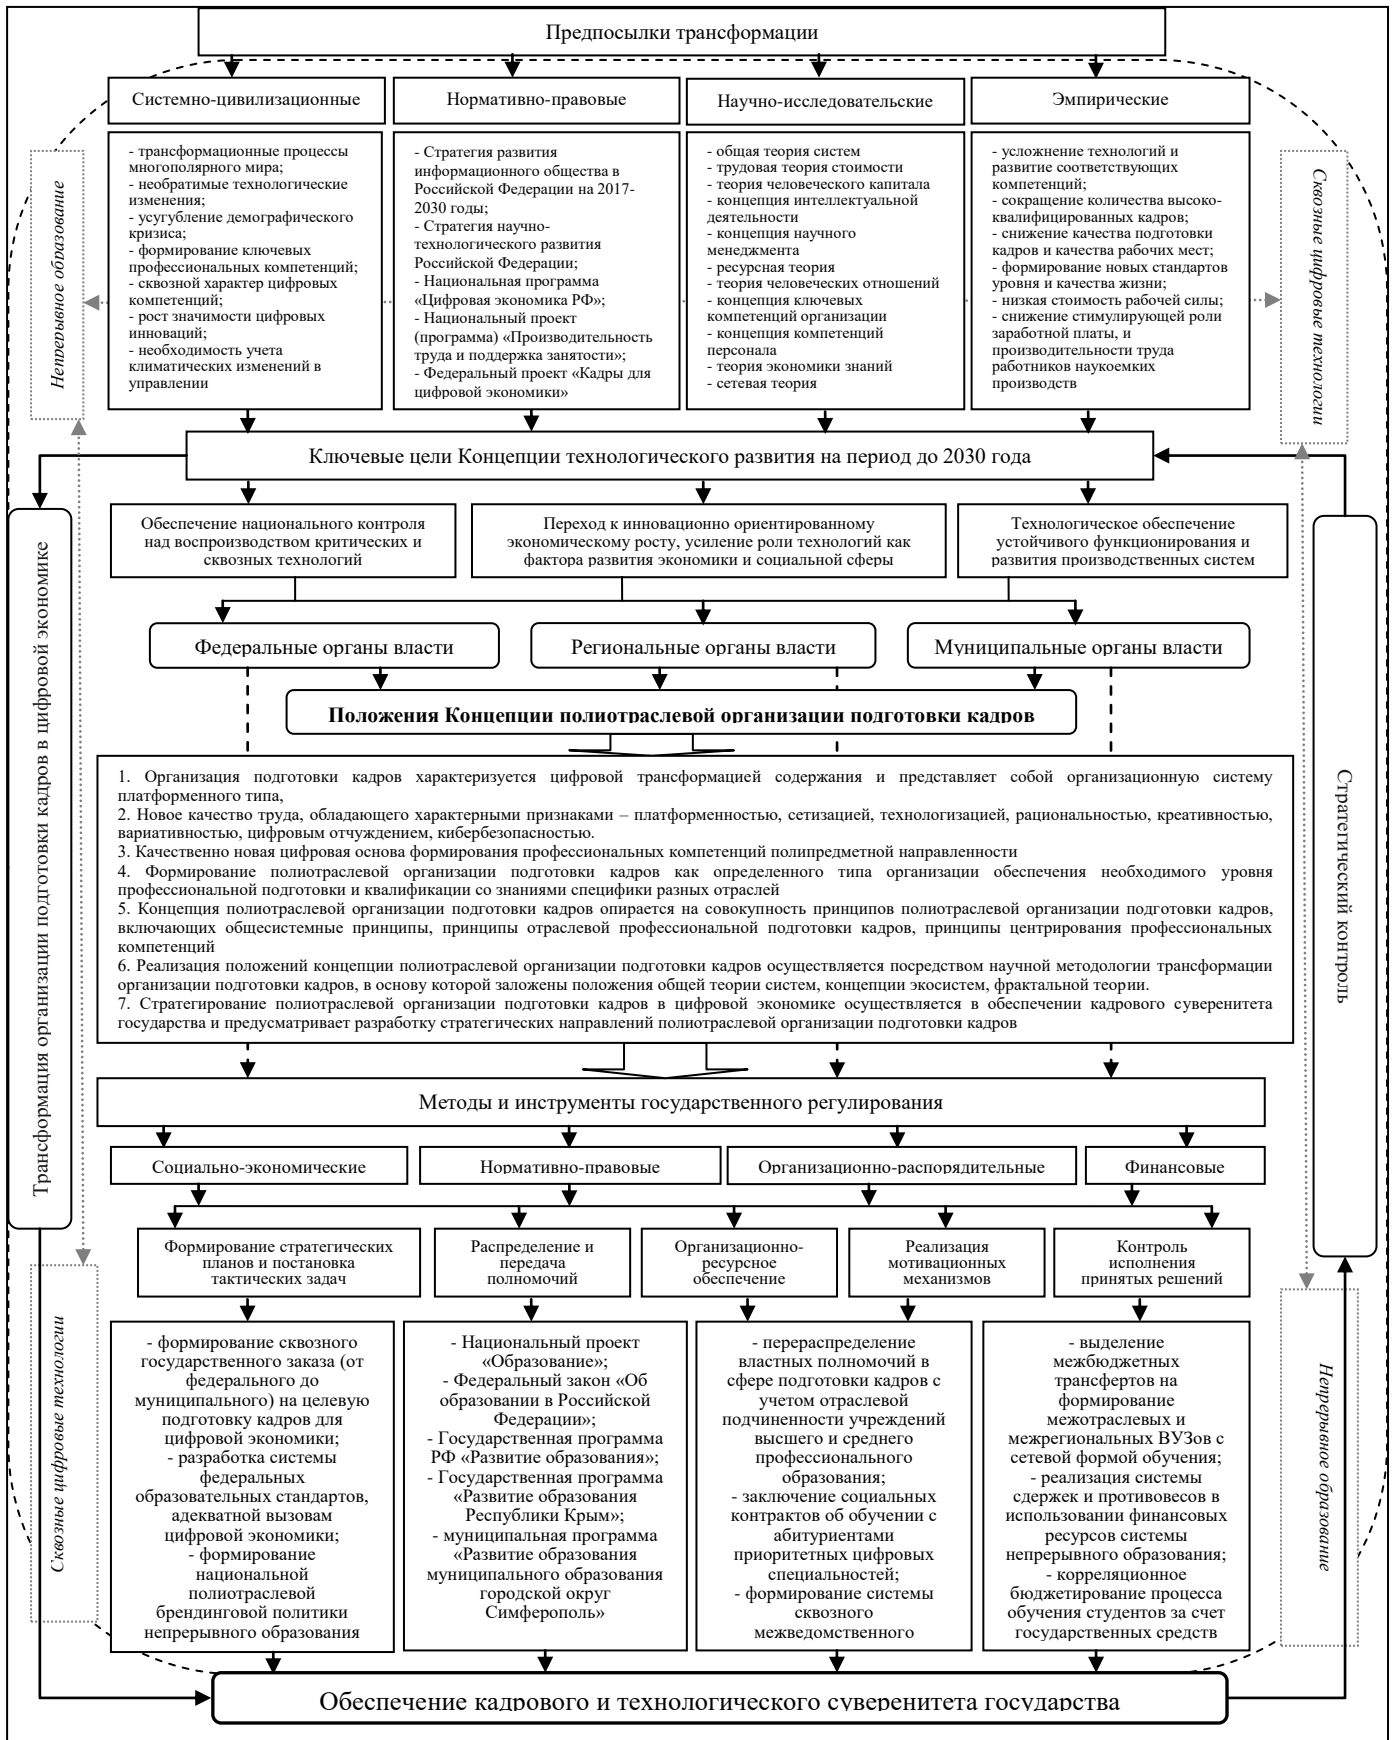 Предпосылки трансформации
Системно-цивилизационные
Нормативно-правовые
Научно-исследовательские
Эмпирические
- трансформационные процессы
многополярного мира;
- необратимые технологические
изменения;
- усугубление демографического
кризиса;
- формирование ключевых
профессиональных компетенций;
- сквозной характер цифровых
компетенций;
- рост значимости цифровых
инноваций;
- необходимость учета
климатических изменений в
управлении
- Стратегия развития
информационного общества в
Российской Федерации на 2017-
2030 годы;
- Стратегия научно-
технологического развития
Российской Федерации;
- Национальная программа
«Цифровая экономика РФ»;
- Национальный проект
(программа) «Производительность
труда и поддержка занятости»;
- Федеральный проект «Кадры для
цифровой экономики»
- общая теория систем
- трудовая теория стоимости
- теория человеческого капитала
- концепция интеллектуальной
деятельности
- концепция научного
менеджмента
- ресурсная теория
- теория человеческих отношений
- концепция ключевых
компетенций организации
- концепция компетенций
персонала
- теория экономики знаний
- сетевая теория
- усложнение технологий и
развитие соответствующих
компетенций;
- сокращение количества высоко-
квалифицированных кадров;
- снижение качества подготовки
кадров и качества рабочих мест;
- формирование новых стандартов
уровня и качества жизни;
- низкая стоимость рабочей силы;
- снижение стимулирующей роли
заработной платы, и
производительности труда
работников наукоемких
производств
Непрерывное образование
Сквозные цифровые технологии
Ключевые цели Концепции технологического развития на период до 2030 года
Обеспечение национального контроля
над воспроизводством критических и
сквозных технологий
Переход к инновационно ориентированному
экономическому росту, усиление роли технологий как
фактора развития экономики и социальной сферы
Технологическое обеспечение
устойчивого функционирования и
развития производственных систем
Федеральные органы власти
Региональные органы власти
Муниципальные органы власти
Положения Концепции полиотраслевой организации подготовки кадров
Трансформация организации подготовки кадров в цифровой экономике
Стратегический контроль
1. Организация подготовки кадров характеризуется цифровой трансформацией содержания и представляет собой организационную систему
платформенного типа,
2. Новое качество труда, обладающего характерными признаками – платформенностью, сетизацией, технологизацией, рациональностью, креативностью,
вариативностью, цифровым отчуждением, кибербезопасностью.
3. Качественно новая цифровая основа формирования профессиональных компетенций полипредметной направленности
4. Формирование полиотраслевой организации подготовки кадров как определенного типа организации обеспечения необходимого уровня
профессиональной подготовки и квалификации со знаниями специфики разных отраслей
5. Концепция полиотраслевой организации подготовки кадров опирается на совокупность принципов полиотраслевой организации подготовки кадров,
включающих общесистемные принципы, принципы отраслевой профессиональной подготовки кадров, принципы центрирования профессиональных
компетенций
6. Реализация положений концепции полиотраслевой организации подготовки кадров осуществляется посредством научной методологии трансформации
организации подготовки кадров, в основу которой заложены положения общей теории систем, концепции экосистем, фрактальной теории.
7. Стратегирование полиотраслевой организации подготовки кадров в цифровой экономике осуществляется в обеспечении кадрового суверенитета
государства и предусматривает разработку стратегических направлений полиотраслевой организации подготовки кадров
Методы и инструменты государственного регулирования
Социально-экономические
Нормативно-правовые
Организационно-распорядительные
Финансовые
Формирование стратегических
планов и постановка
тактических задач
Распределение и
передача
полномочий
Организационно-
ресурсное
обеспечение
Реализация
мотивационных
механизмов
Контроль
исполнения
принятых решений
- формирование сквозного
государственного заказа (от
федерального до
муниципального) на целевую
подготовку кадров для
цифровой экономики;
- разработка системы
федеральных
образовательных стандартов,
адекватной вызовам
цифровой экономики;
- формирование
национальной
полиотраслевой
брендинговой политики
непрерывного образования
- Национальный проект
«Образование»;
- Федеральный закон «Об
образовании в Российской
Федерации»;
- Государственная программа
РФ «Развитие образования»;
- Государственная программа
«Развитие образования
Республики Крым»;
- муниципальная программа
«Развитие образования
муниципального образования
городской округ
Симферополь»
- перераспределение
властных полномочий в
сфере подготовки кадров с
учетом отраслевой
подчиненности учреждений
высшего и среднего
профессионального
образования;
- заключение социальных
контрактов об обучении с
абитуриентами
приоритетных цифровых
специальностей;
- формирование системы
сквозного
межведомственного
- выделение
межбюджетных
трансфертов на
формирование
межотраслевых и
межрегиональных ВУЗов с
сетевой формой обучения;
- реализация системы
сдержек и противовесов в
использовании финансовых
ресурсов системы
непрерывного образования;
- корреляционное
бюджетирование процесса
обучения студентов за счет
государственных средств
Сквозные цифровые технологии
Непрерывное образование
Обеспечение кадрового и технологического суверенитета государства